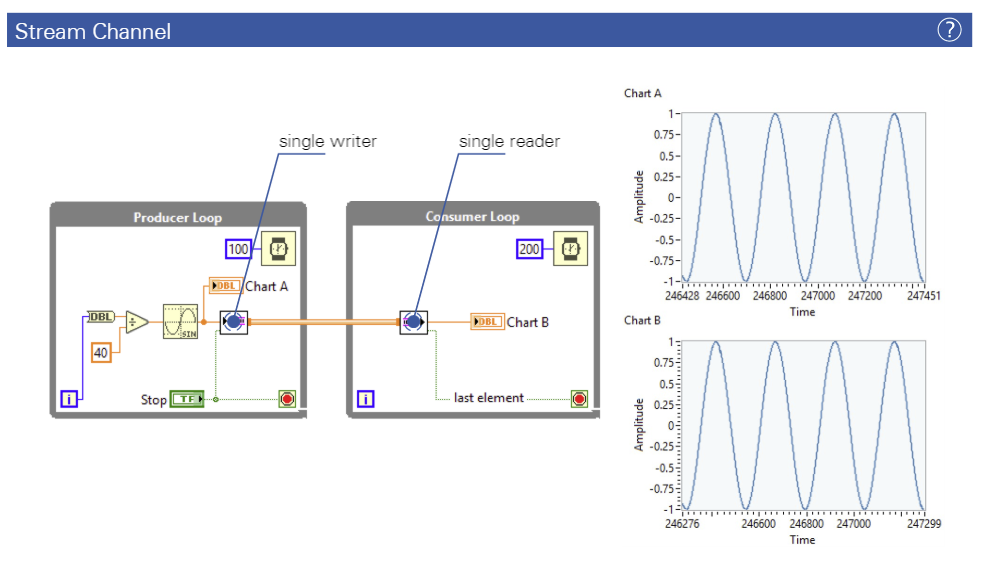 Stream Channel
?
single writer
single reader
Producer Loop
100
DBL
Chart A
DBL
÷
40
SIN
i
Stop
TF
Consumer Loop
200
DBL
Chart B
i
last element
Chart A
Amplitude
1
0.75
0.5
0.25
0
-0.25
-0.5
-0.75
-1
246428 246600 246800 247000 247200 247451
Time
Chart B
Amplitude
1
0.75
0.5
0.25
0
-0.25
-0.5
-0.75
-1
246276 246600 246800 247000 247299
Time